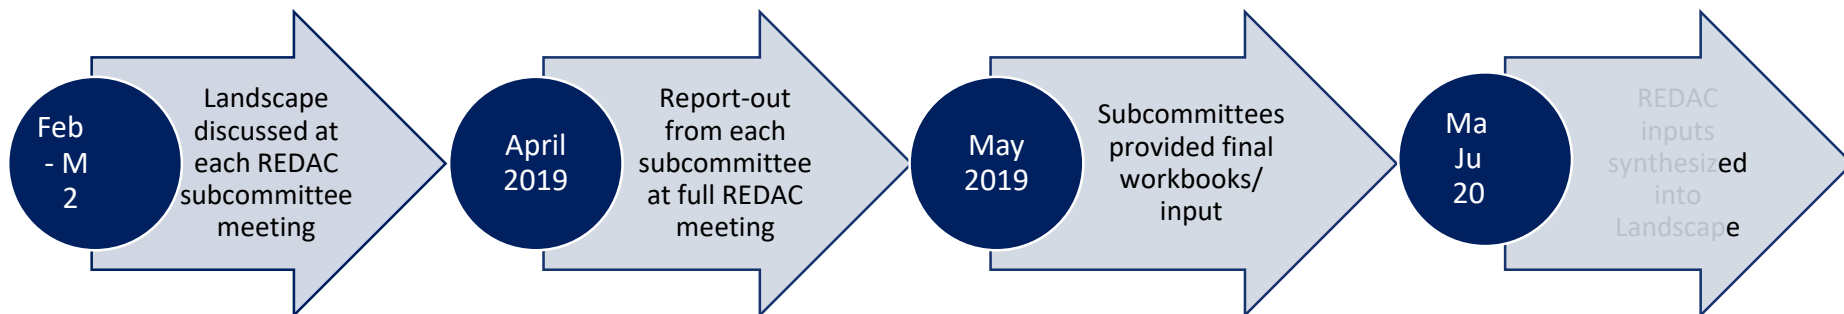 Feb
- M
2
Landscape
discussed at
each REDAC
subcommittee
meeting
April
2019
Report-out
from each
subcommittee
at full REDAC
meeting
May
2019
Subcommittees
provided final
workbooks/
input
Ma
Ju
20
REDAC
inputs
synthesized
into
Landscape